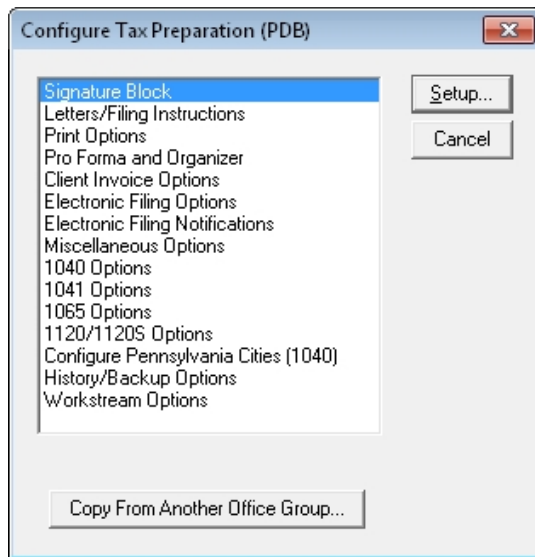 Configure Tax Preparation (PDB)
Signature Block
Setup...
Letters/Filing Instructions
Print Options
Cancel
Pro Forma and Organizer
Client Invoice Options
Electronic Filing Options
Electronic Filing Notifications
Miscellaneous Options
1040 Options
1041 Options
1065 Options
1120/1120S Options
Configure Pennsylvania Cities (1040)
History/Backup Options
Workstream Options
Copy From Another Office Group...